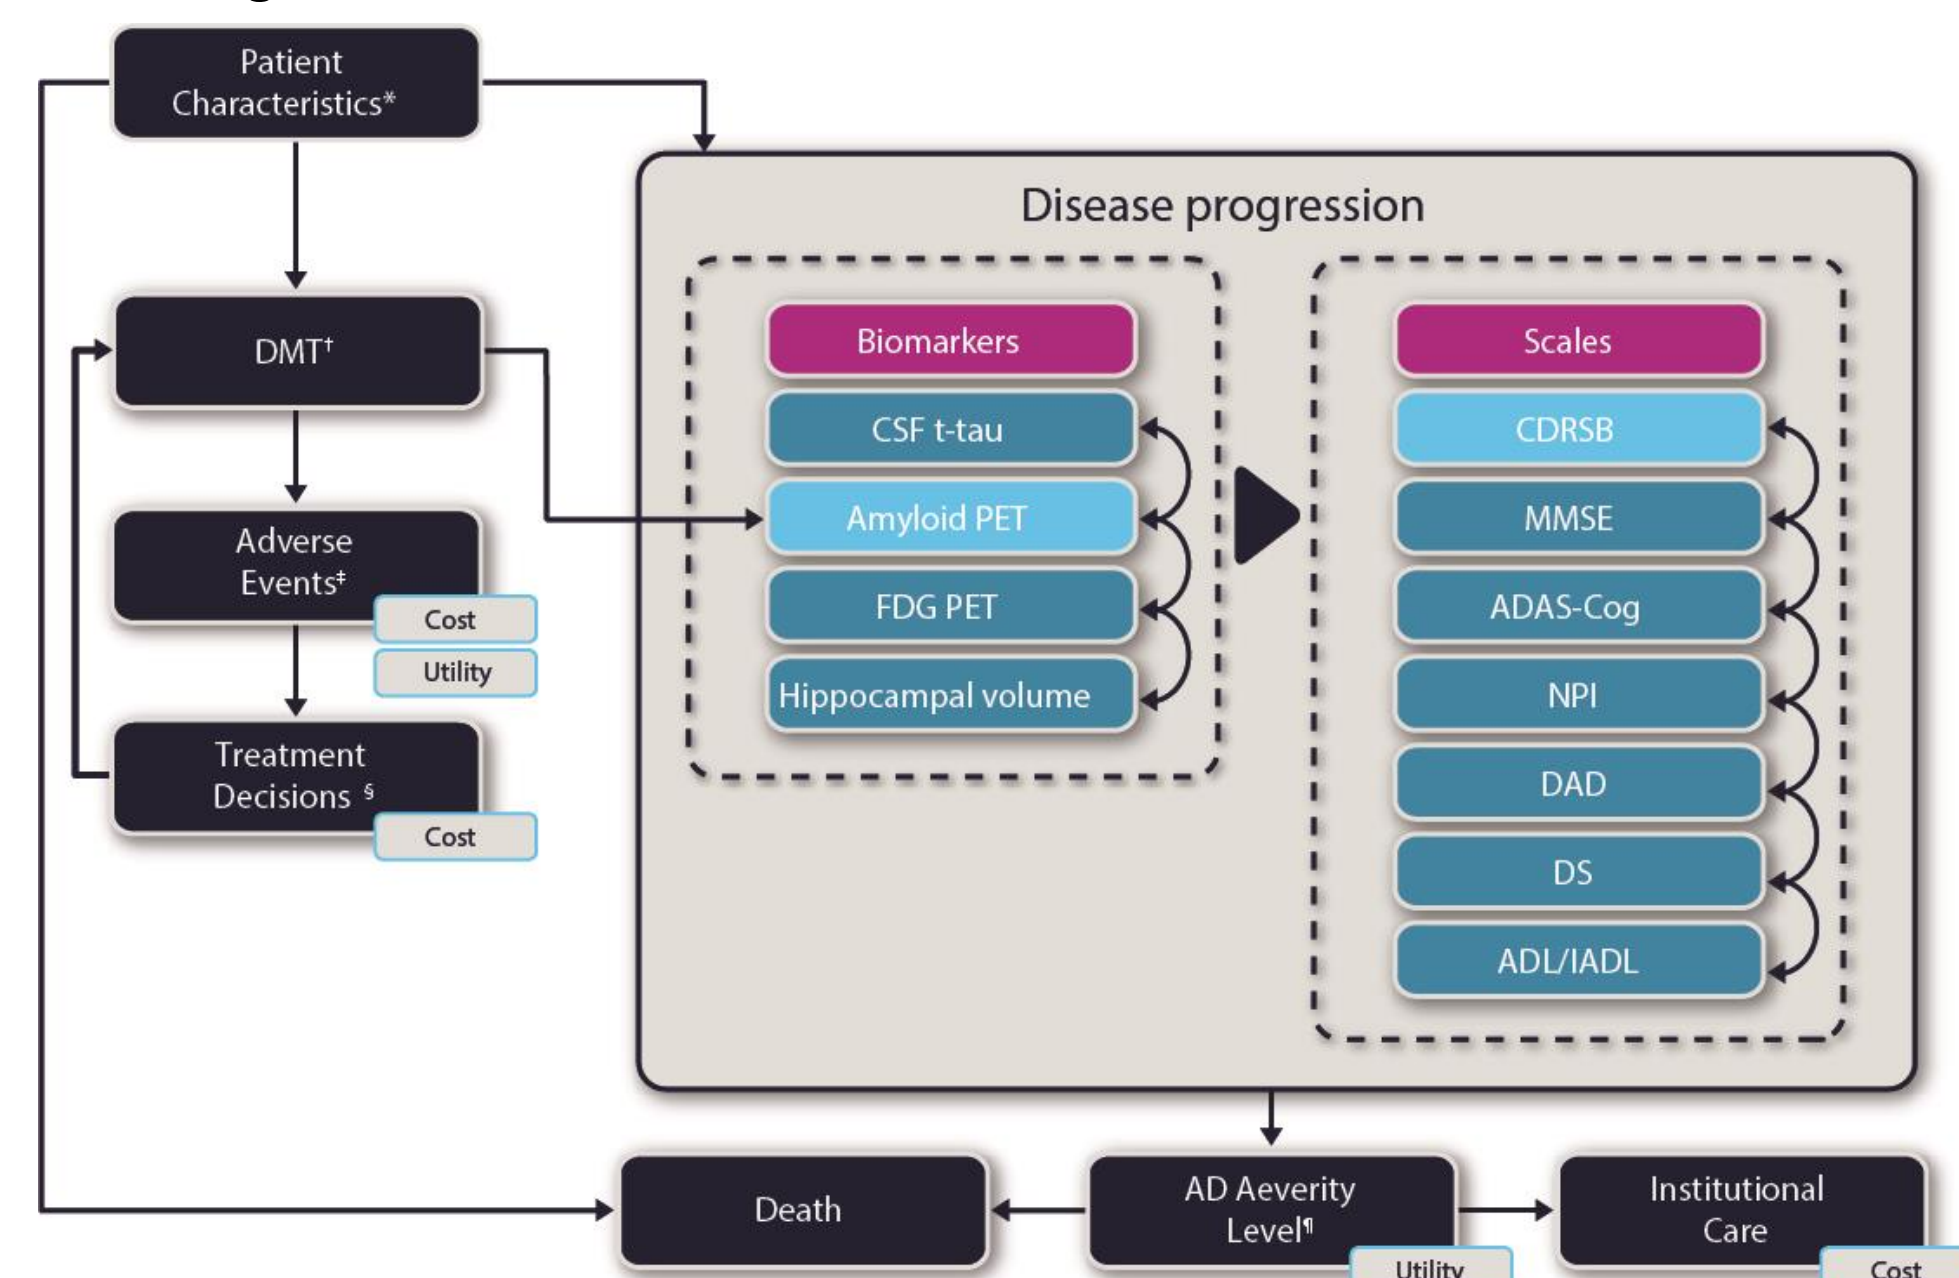 Patient
Characteristics*
DMT†
Adverse
Events‡
Cost
Utility
Treatment
Decisions §
Cost
Disease progression
Biomarkers
CSF t-tau
Amyloid PET
FDG PET
Hippocampal volume
Scales
CDRSB
MMSE
ADAS-Cog
NPI
DAD
DS
ADL/IADL
Death
AD Aeverity
Level¶
Utility
Institutional
Care
Cost